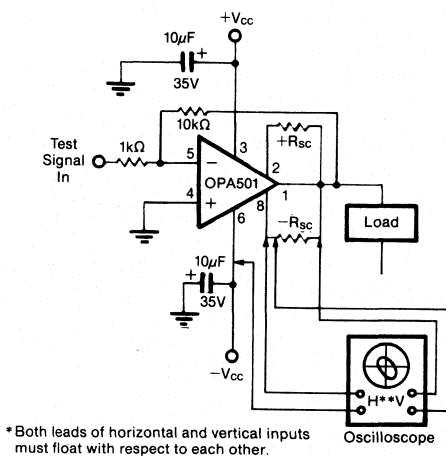 +Vcc
10μF
+
35V
10kΩ
Test
Signal
In
1kΩ
5
−
3
+Rsc
2
OPA501
1
4
+
8
6
−Rsc
Load
+
10μF
35V
−Vcc
H**V
Oscilloscope
*Both leads of horizontal and vertical inputs
must float with respect to each other.